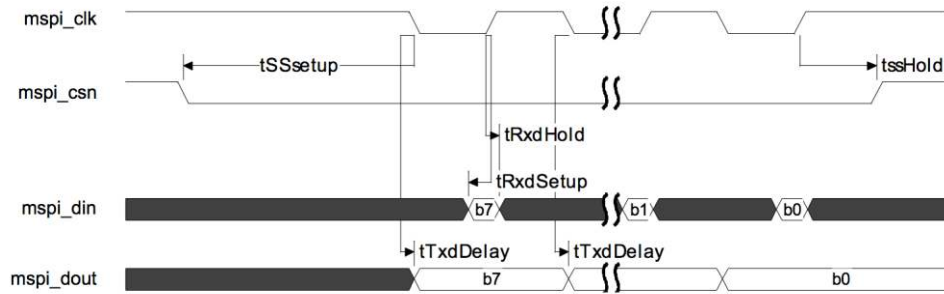 mspi_clk
tSSsetup
tssHold
mspi_csn
tRxdHold
tRxdSetup
mspi_din
b7
b1
b0
tTxdDelay
tTxdDelay
mspi_dout
b7
b0